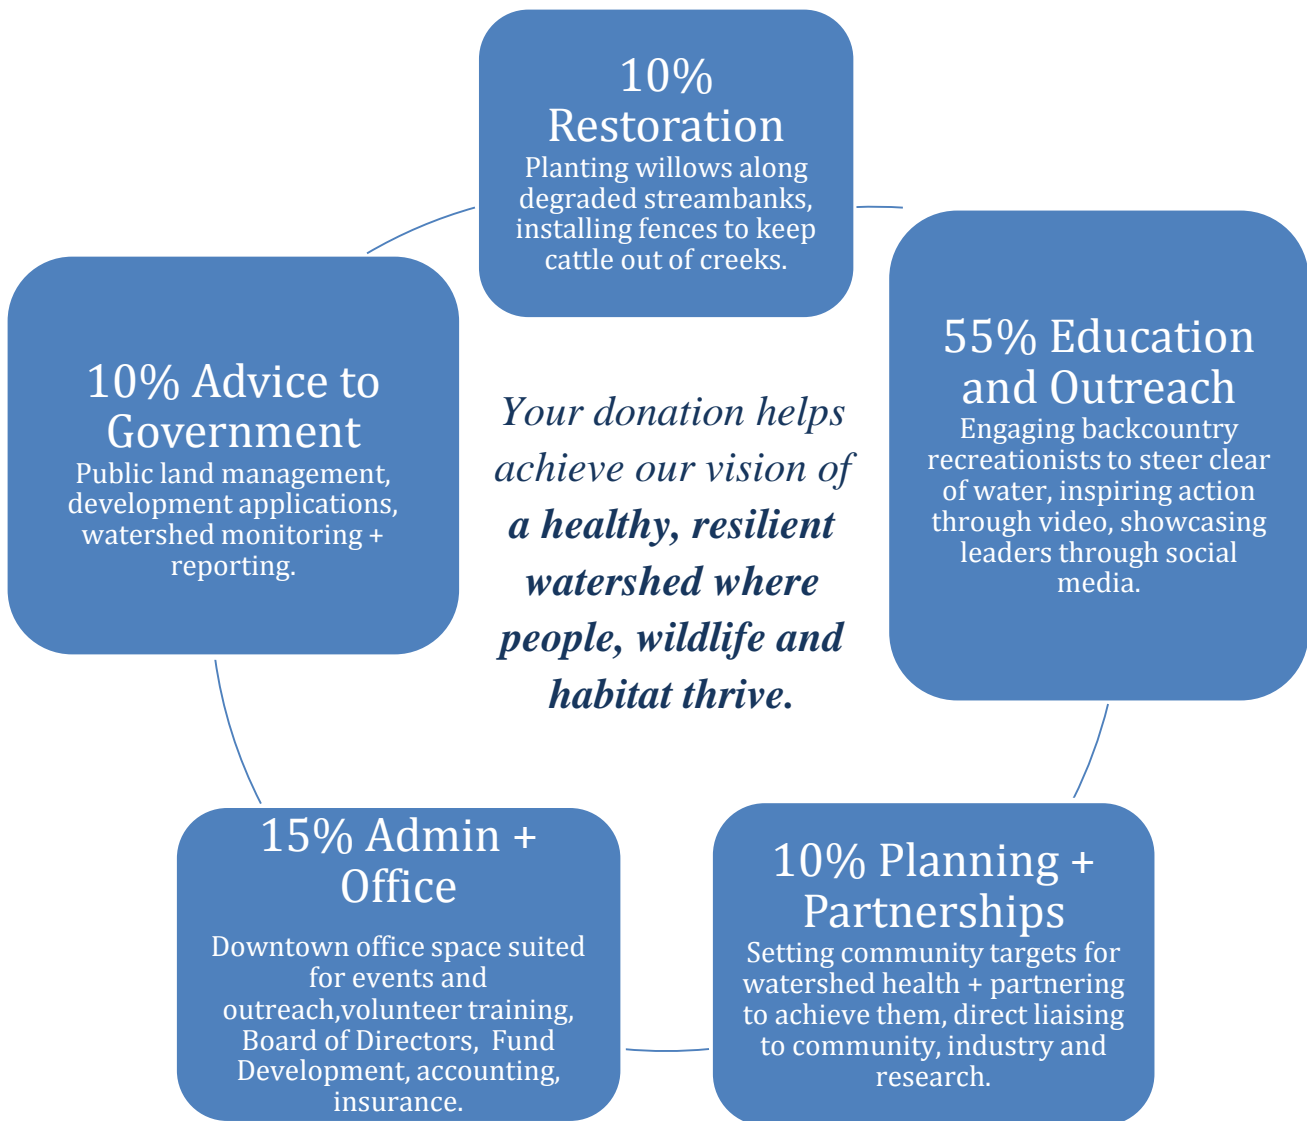 10%
Restoration
Planting willows along
degraded streambanks,
installing fences to keep
cattle out of creeks.
55% Education
and Outreach
Engaging backcountry
recreationists to steer clear
of water, inspiring action
through video, showcasing
leaders through social
media.
10% Planning +
Partnerships
Setting community targets for
watershed health + partnering
to achieve them, direct liaising
to community, industry and
research.
15% Admin +
Office
Downtown office space suited
for events and
outreach,volunteer training,
Board of Directors, Fund
Development, accounting,
insurance.
10% Advice to
Government
Public land management,
development applications,
watershed monitoring +
reporting.
Your donation helps
achieve our vision of
a healthy, resilient
watershed where
people, wildlife and
habitat thrive.